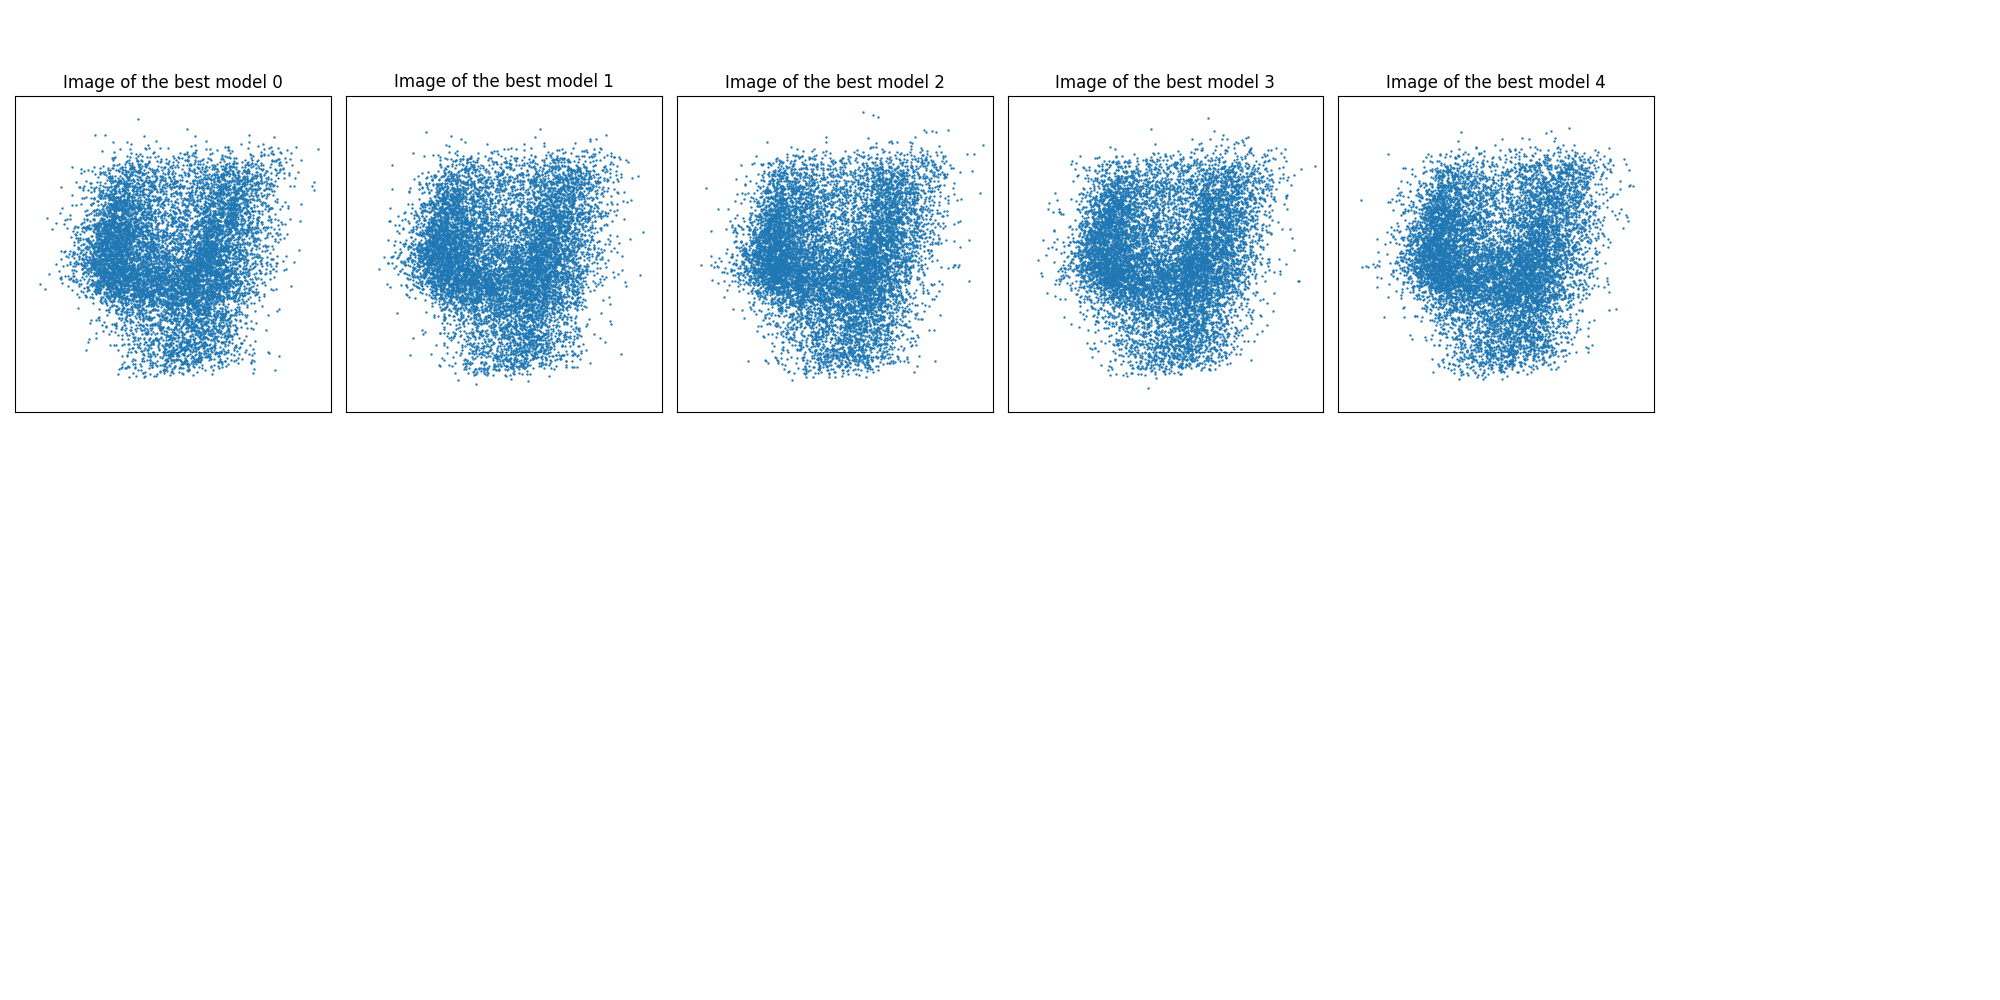 Image of the best model 0
Image of the best model 1
Image of the best model 2
Image of the best model 3
Image of the best model 4